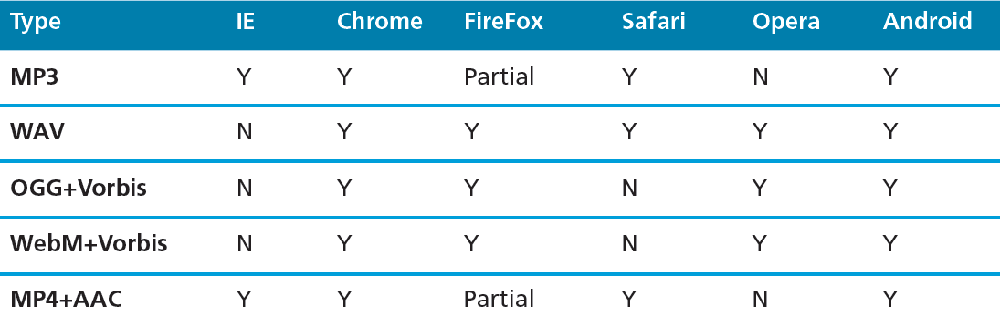 Type IE Chrome FireFox Safari Opera Android
MP3 Y Y Partial Y N Y
WAV N Y Y Y Y Y
OGG+Vorbis N Y Y N Y Y
WebM+Vorbis N Y Y N Y Y
MP4+AAC Y Y Partial Y N Y